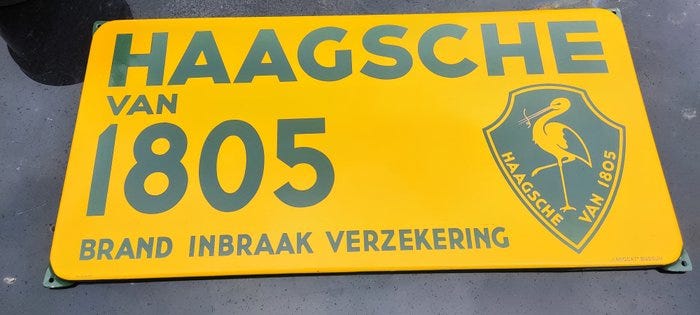 HAAGSCHE
VAN
1805
BRAND INBRAAK VERZEKERING
HAAGSCHE
VAN 1805